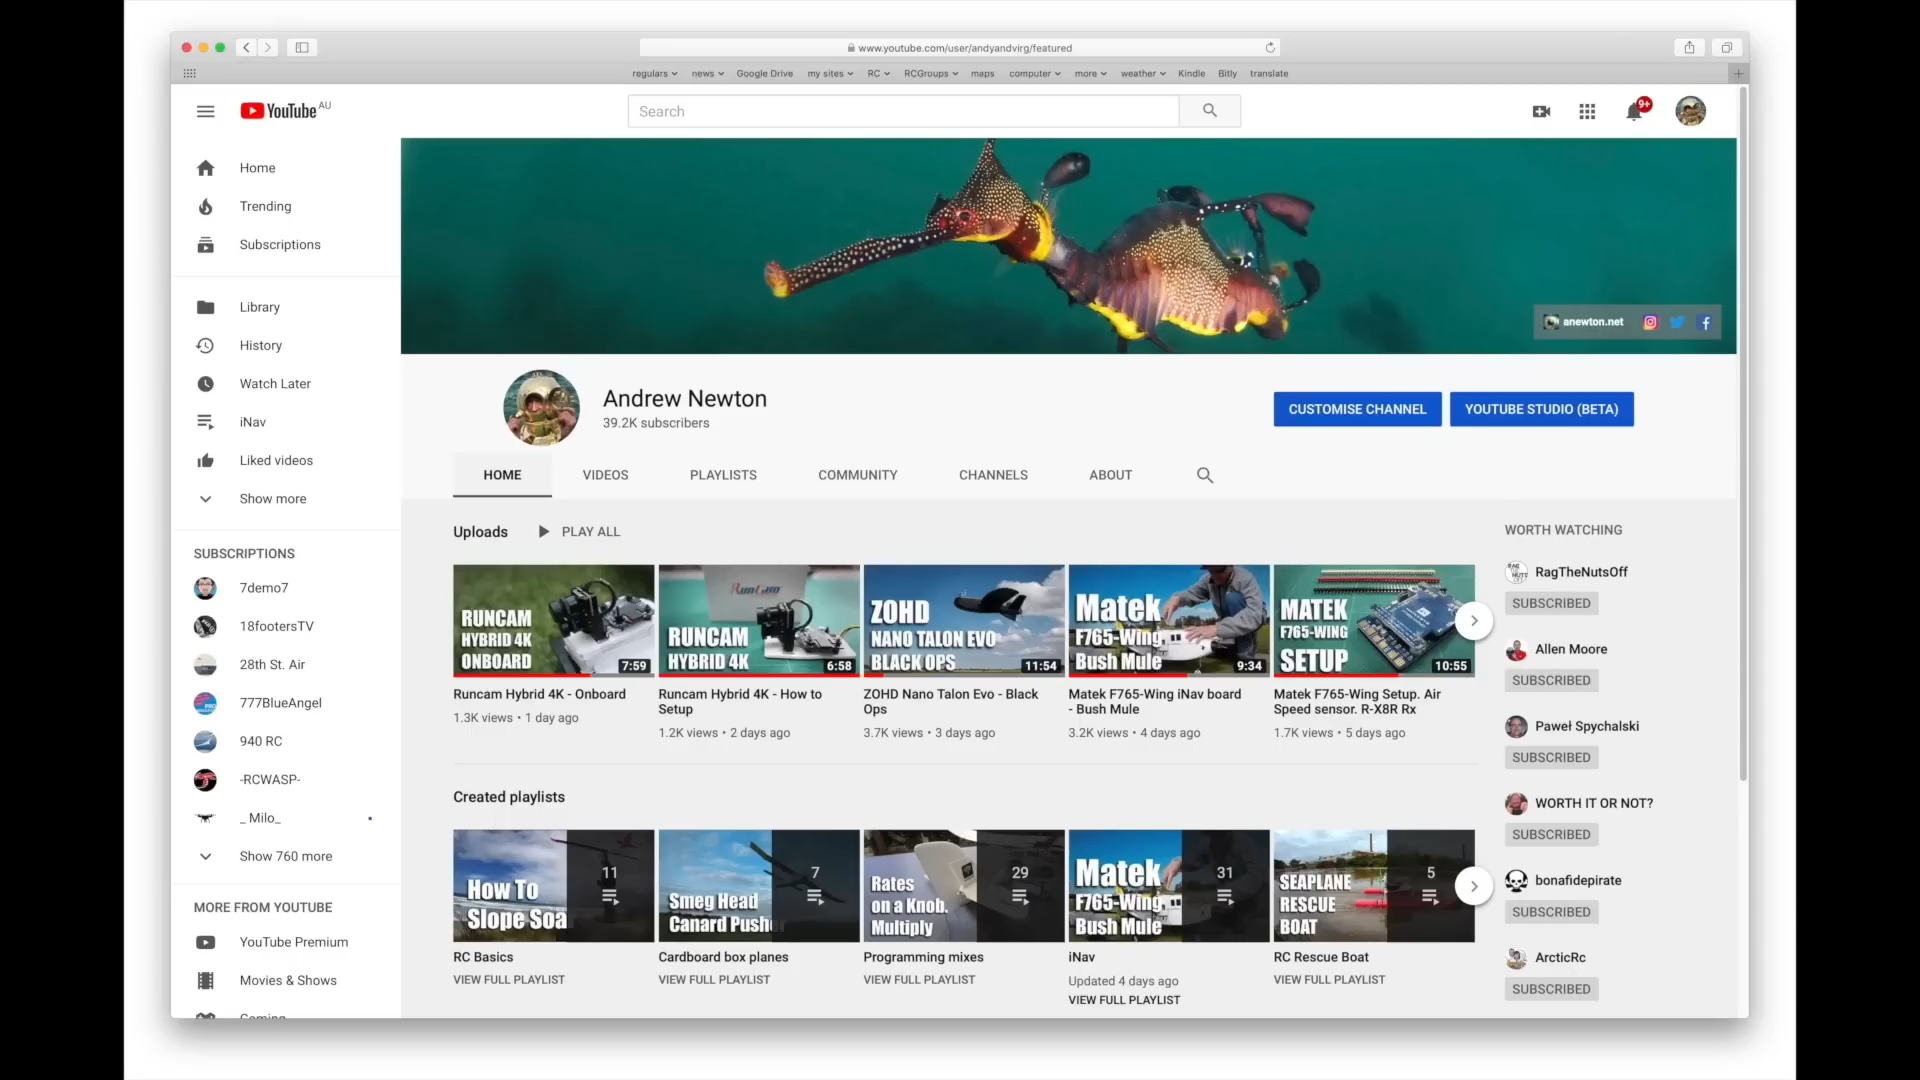 www.youtube.com/user/andyandvirg/featured
regulars news Google Drive my sites RC RCGroups maps computer more weather Kindle Bitly translate
YouTube AU
Search
9+
Home
Trending
Subscriptions
Library
History
Watch Later
iNav
Liked videos
Show more
SUBSCRIPTIONS
7demo7
18footersTV
28th St. Air
777BlueAngel
940 RC
-RCWASP-
_ Milo_
Show 760 more
MORE FROM YOUTUBE
YouTube Premium
Movies & Shows
Gaming
anewton.net
Andrew Newton
39.2K subscribers
CUSTOMISE CHANNEL
YOUTUBE STUDIO (BETA)
HOME VIDEOS PLAYLISTS COMMUNITY CHANNELS ABOUT
Uploads PLAY ALL
RUNCAM
HYBRID 4K
ONBOARD
7:59
Runcam Hybrid 4K - Onboard
1.3K views • 1 day ago
RunCam
RUNCAM
HYBRID 4K
6:58
Runcam Hybrid 4K - How to
Setup
1.2K views • 2 days ago
ZOHD
NANO TALON EVO
BLACK OPS
11:54
ZOHD Nano Talon Evo - Black
Ops
3.7K views • 3 days ago
Matek
F765-Wing
Bush Mule
9:34
Matek F765-Wing iNav board
- Bush Mule
3.2K views • 4 days ago
MATEK
F765-WING
SETUP
10:55
Matek F765-Wing Setup. Air
Speed sensor. R-X8R Rx
1.7K views • 5 days ago
Created playlists
How To
Slope Soa
11
RC Basics
VIEW FULL PLAYLIST
Smeg Head
Canard Pushe
7
Cardboard box planes
VIEW FULL PLAYLIST
Rates
on a Knob.
Multiply
29
Programming mixes
VIEW FULL PLAYLIST
Matek
F765-Wing
Bush Mule
31
iNav
Updated 4 days ago
VIEW FULL PLAYLIST
SEAPLANE
RESCUE
BOAT
5
RC Rescue Boat
VIEW FULL PLAYLIST
WORTH WATCHING
RagTheNutsOff
SUBSCRIBED
Allen Moore
SUBSCRIBED
Paweł Spychalski
SUBSCRIBED
WORTH IT OR NOT?
SUBSCRIBED
bonafidepirate
SUBSCRIBED
ArcticRc
SUBSCRIBED